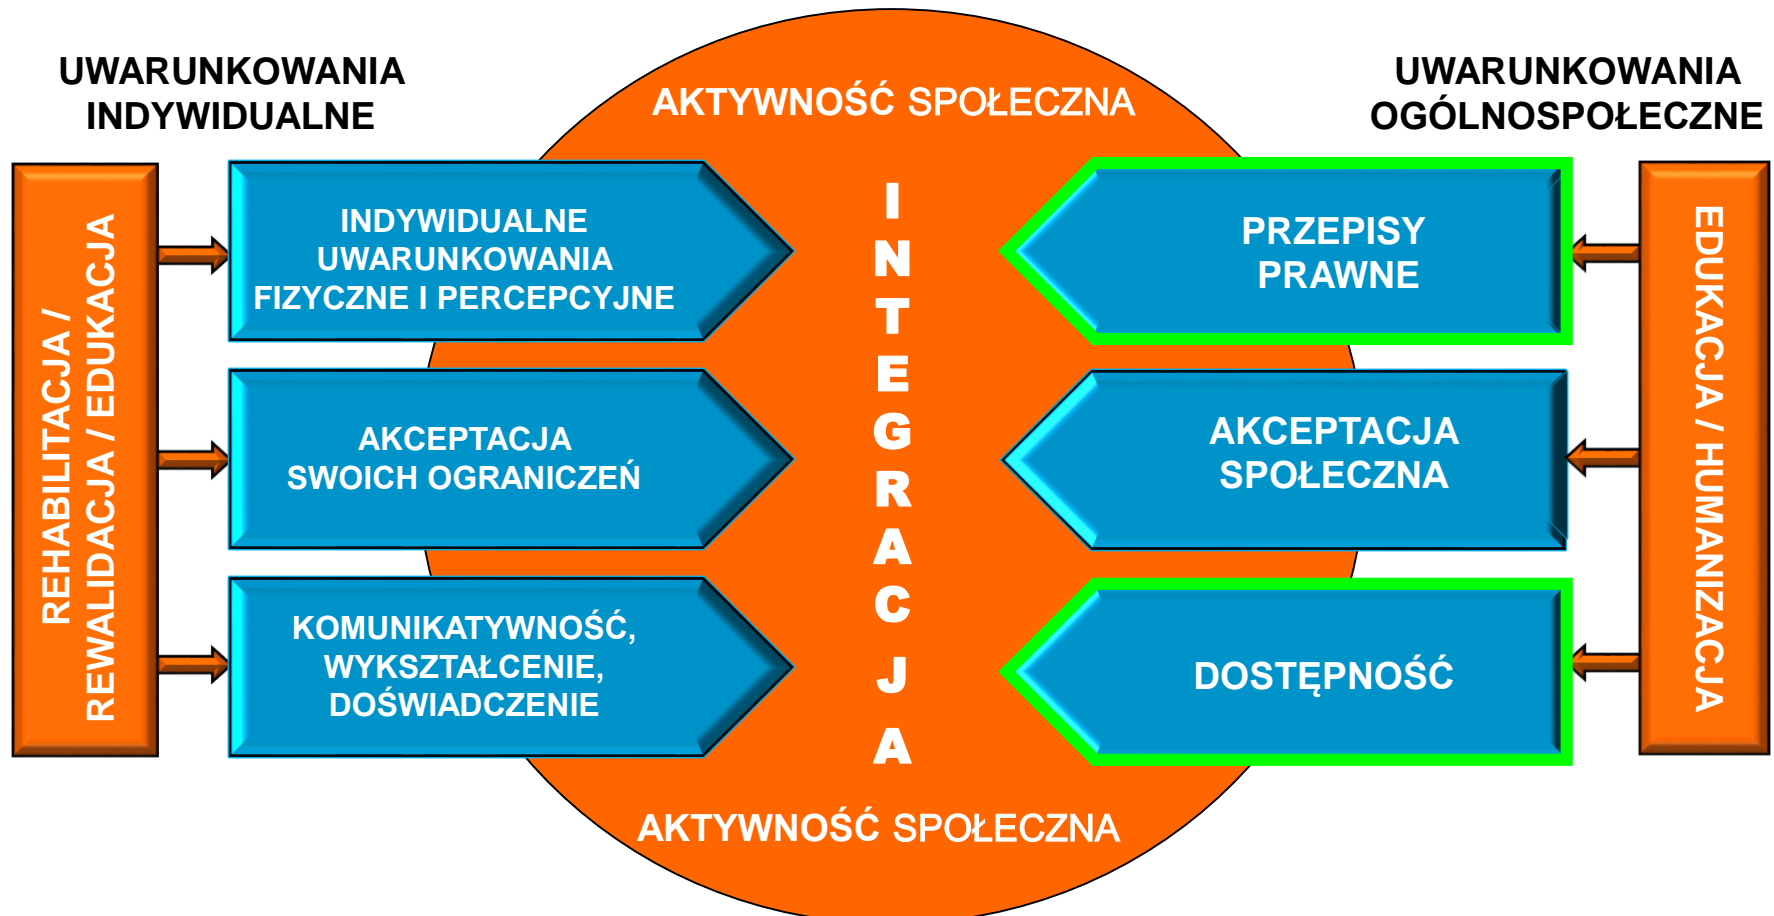 UWARUNKOWANIA
INDYWIDUALNE
AKTYWNOŚĆ SPOŁECZNA
UWARUNKOWANIA
OGÓLNOSPOŁECZNE
REHABILITACJA /
REWALIDACJA / EDUKACJA
INDYWIDUALNE
UWARUNKOWANIA
FIZYCZNE I PERCEPCYJNE
AKCEPTACJA
SWOICH OGRANICZEŃ
KOMUNIKATYWNOŚĆ,
WYKSZTAŁCENIE,
DOŚWIADCZENIE
INTEGRACJA
PRZEPISY
PRAWNE
AKCEPTACJA
SPOŁECZNA
DOSTĘPNOŚĆ
EDUKACJA / HUMANIZACJA
AKTYWNOŚĆ SPOŁECZNA